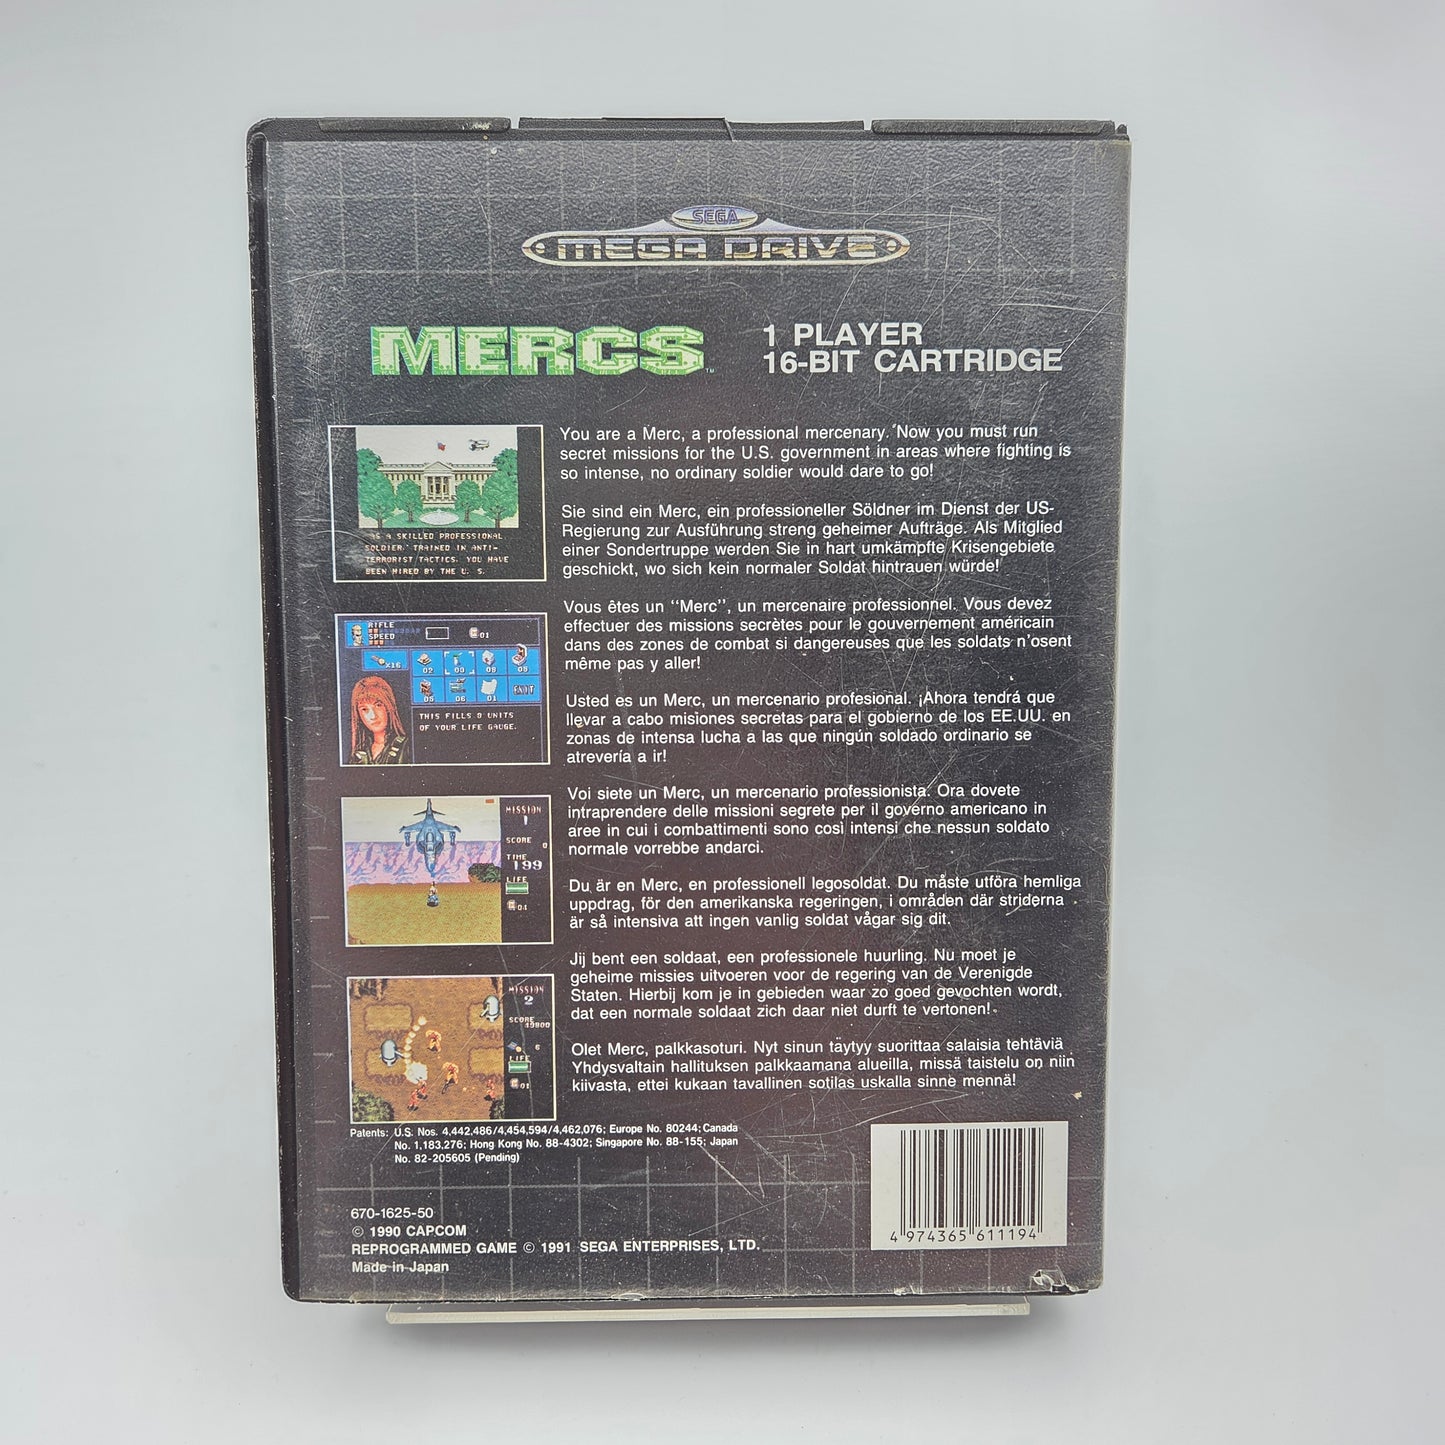 SEGA
MEGA DRIVE
MERCS™
1 PLAYER
16-BIT CARTRIDGE
You are a Merc, a professional mercenary. Now you must run
secret missions for the U.S. government in areas where fighting is
so intense, no ordinary soldier would dare to go!
Sie sind ein Merc, ein professioneller Söldner im Dienst der US-
Regierung zur Ausführung streng geheimer Aufträge. Als Mitglied
einer Sondertruppe werden Sie in hart umkämpfte Krisengebiete
geschickt, wo sich kein normaler Soldat hintrauen würde!
Vous êtes un "Merc", un mercenaire professionnel. Vous devez
effectuer des missions secrètes pour le gouvernement américain
dans des zones de combat si dangereuses que les soldats n'osent
même pas y aller!
Usted es un Merc, un mercenario profesional. ¡Ahora tendrá que
llevar a cabo misiones secretas para el gobierno de los EE.UU. en
zonas de intensa lucha a las que ningún soldado ordinario se
atrevería a ir!
Voi siete un Merc, un mercenario professionista. Ora dovete
intraprendere delle missioni segrete per il governo americano in
aree in cui i combattimenti sono così intensi che nessun soldato
normale vorrebbe andarci.
Du är en Merc, en professionell legosoldat. Du måste utföra hemliga
uppdrag, för den amerikanska regeringen, i områden där striderna
är så intensiva att ingen vanlig soldat vågar sig dit.
Jij bent een soldaat, een professionele huurling. Nu moet je
geheime missies uitvoeren voor de regering van de Verenigde
Staten. Hierbij kom je in gebieden waar zo goed gevochten wordt,
dat een normale soldaat zich daar niet durft te vertonen!
Olet Merc, palkkasoturi. Nyt sinun täytyy suorittaa salaisia tehtäviä
Yhdysvaltain hallituksen palkkaamana alueilla, missä taistelu on niin
kiivasta, ettei kukaan tavallinen sotilas uskalla sinne mennä!
AS A SKILLED PROFESSIONAL
SOLDIER, TRAINED IN ANTI-
TERRORIST TACTICS, YOU HAVE
BEEN HIRED BY THE U. S.
RIFLE
SPEED
01
x16 02 09 05
05 06 01 EXIT
THIS FILLS 8 UNITS
OF YOUR LIFE GAUGE.
MISSION
1
SCORE
0
TIME
199
LIFE
04
MISSION
2
SCORE
19800
6
LIFE
01
Patents: U.S. Nos. 4,442,486/4,454,594/4,462,076; Europe No. 80244; Canada
No. 1,183,276; Hong Kong No. 88-4302; Singapore No. 88-155; Japan
No. 82-205605 (Pending)
670-1625-50
© 1990 CAPCOM
REPROGRAMMED GAME © 1991 SEGA ENTERPRISES, LTD.
Made in Japan
4 974365 611194